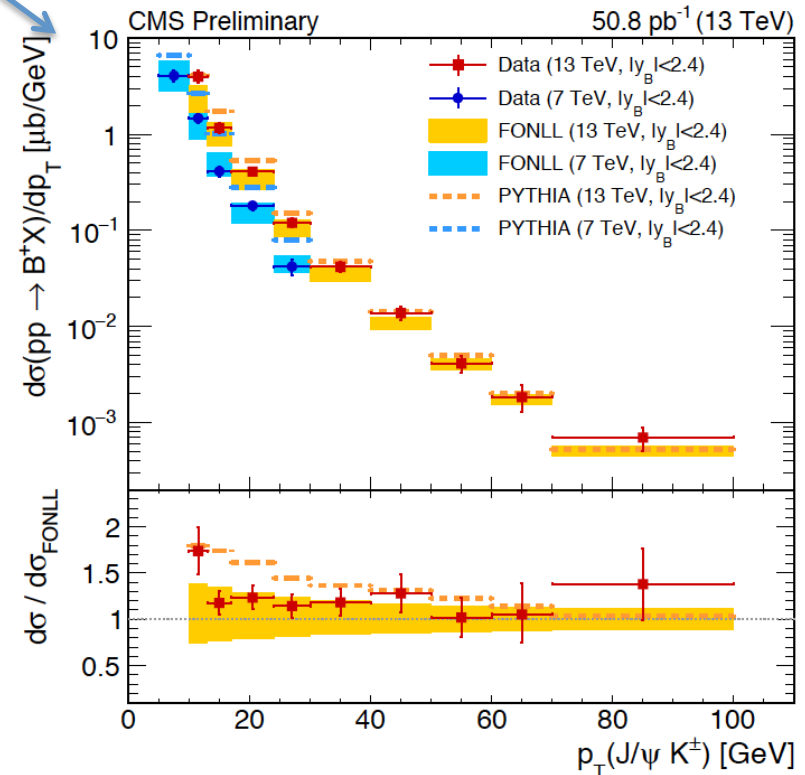 CMS Preliminary 50.8 pb⁻¹ (13 TeV)
dσ(pp → B⁺X)/dp_T [μb/GeV]
10
1
10⁻¹
10⁻²
10⁻³
Data (13 TeV, |y_B|<2.4)
Data (7 TeV, |y_B|<2.4)
FONLL (13 TeV, |y_B|<2.4)
FONLL (7 TeV, |y_B|<2.4)
PYTHIA (13 TeV, |y_B|<2.4)
PYTHIA (7 TeV, |y_B|<2.4)
dσ / dσ_FONLL
2
1.5
1
0.5
0 20 40 60 80 100
p_T(J/ψ K^±) [GeV]